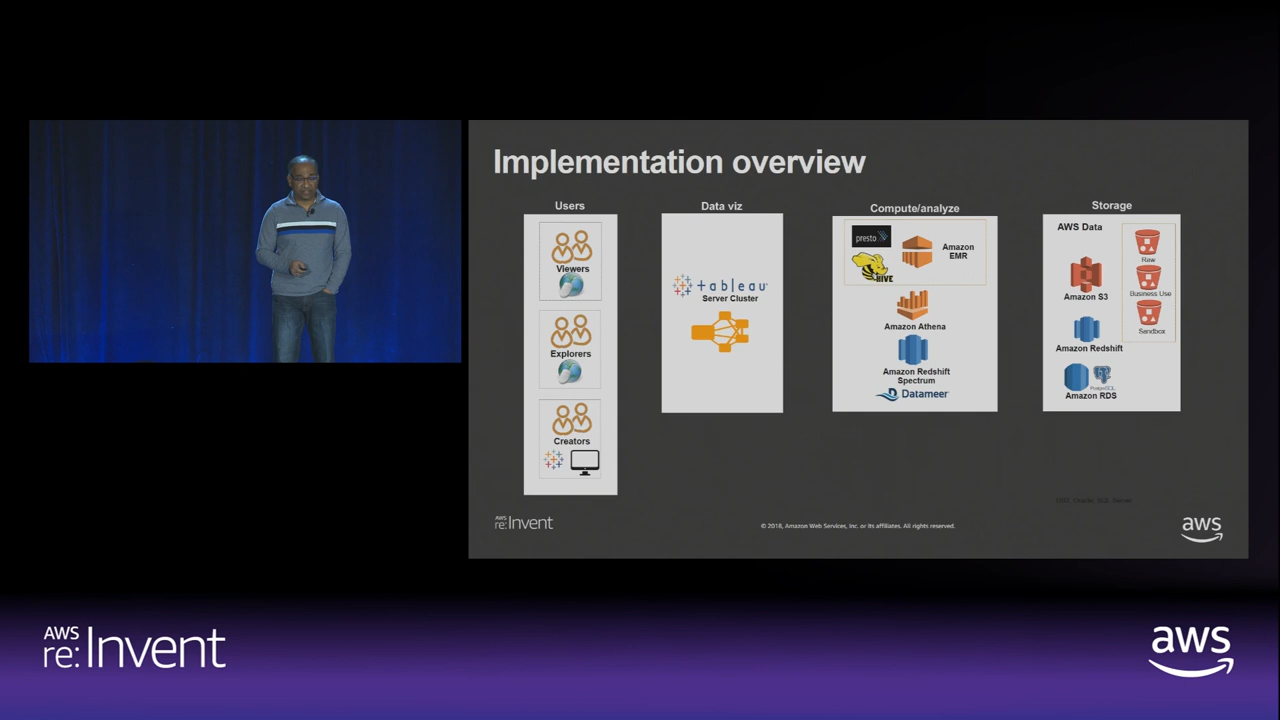 Implementation overview
Users
Viewers
Explorers
Creators
Data viz
tableau
Server Cluster
Compute/analyze
presto
HIVE
Amazon
EMR
Amazon Athena
Amazon Redshift
Spectrum
Datameer
Storage
AWS Data
Raw
Amazon S3
Business Use
Sandbox
Amazon Redshift
PostgreSQL
Amazon RDS
AWS
re:Invent
© 2018, Amazon Web Services, Inc. or its affiliates. All rights reserved.
aws
AWS
re:Invent
aws